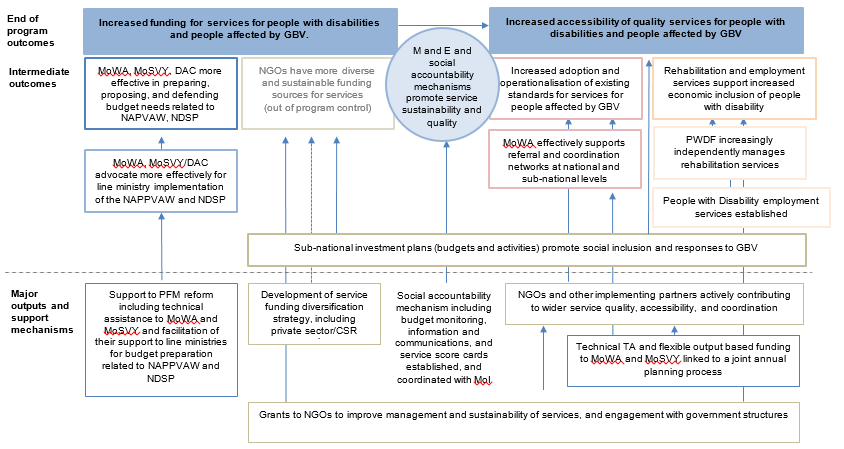 End of
program
outcomes
Increased funding for services for people with disabilities
and people affected by GBV.
Increased accessibility of quality services for people with
disabilities and people affected by GBV
M and E and
social
accountability
mechanisms
promote service
sustainability and
quality
Intermediate
outcomes
MoWA, MoSVY, DAC more
effective in preparing,
proposing, and defending
budget needs related to
NAPVAW, NDSP
NGOs have more diverse
and sustainable funding
sources for services
(out of program control)
Increased adoption and
operationalisation of existing
standards for services for
people affected by GBV
Rehabilitation and employment
services support increased
economic inclusion of people
with disability
MoWA, MoSVY/DAC
advocate more effectively for
line ministry implementation
of the NAPPVAW and NDSP
MoWA effectively supports
referral and coordination
networks at national and
sub-national levels
PWDF increasingly
independently manages
rehabilitation services
People with Disability employment
services established
Sub-national investment plans (budgets and activities) promote social inclusion and responses to GBV
Major
outputs and
support
mechanisms
Support to PFM reform
including technical
assistance to MoWA and
MoSVY and facilitation of
their support to line ministries
for budget preparation
related to NAPPVAW and
NDSP
Development of service
funding diversification
strategy, including
private sector/CSR
.
Social accountability
mechanism including
budget monitoring,
information and
communications, and
service score cards
established, and
coordinated with MoI.
NGOs and other implementing partners actively contributing
to wider service quality, accessibility, and coordination
Technical TA and flexible output based funding
to MoWA and MoSVY linked to a joint annual
planning process
Grants to NGOs to improve management and sustainability of services, and engagement with government structures